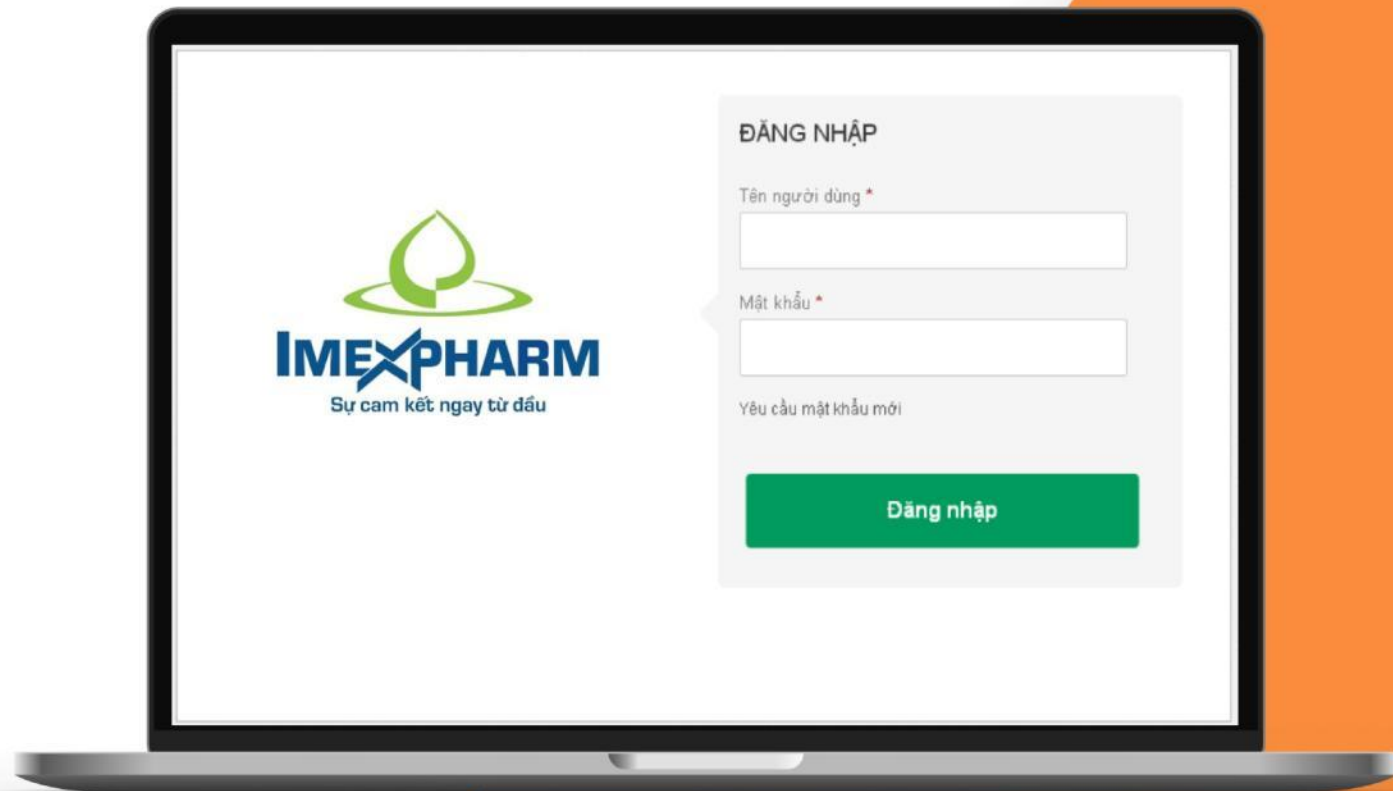 IMEXPHARM
Sự cam kết ngay từ đầu
ĐĂNG NHẬP
Tên người dùng *
Mật khẩu *
Yêu cầu mật khẩu mới
Đăng nhập